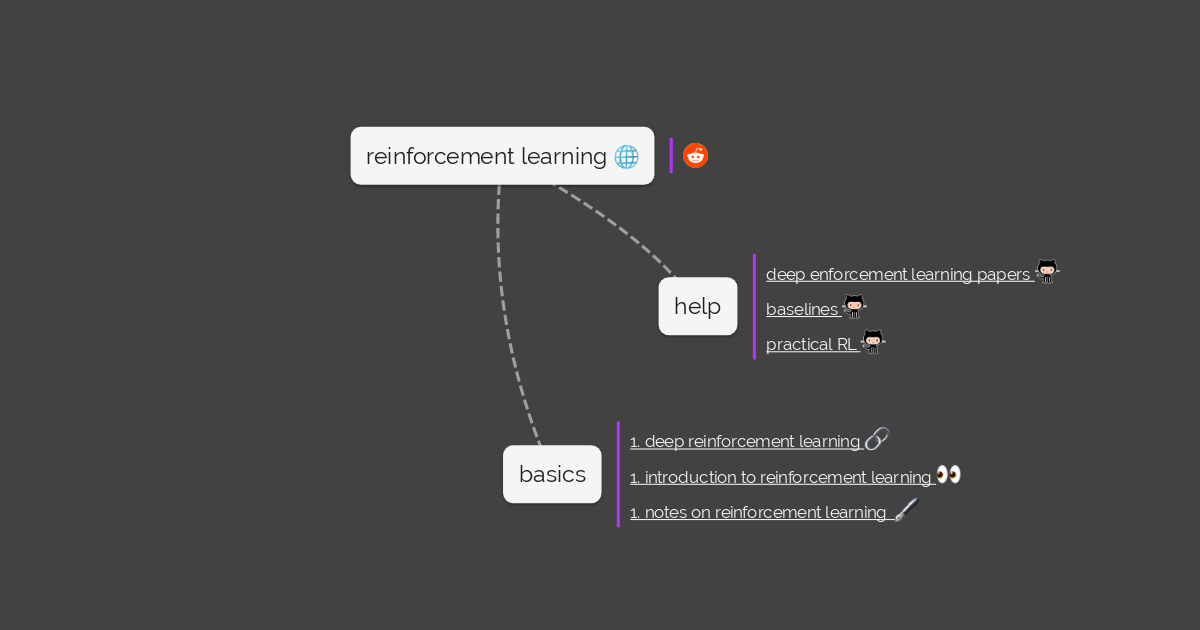 reinforcement learning
help
deep enforcement learning papers
baselines
practical RL
basics
1. deep reinforcement learning
1. introduction to reinforcement learning
1. notes on reinforcement learning